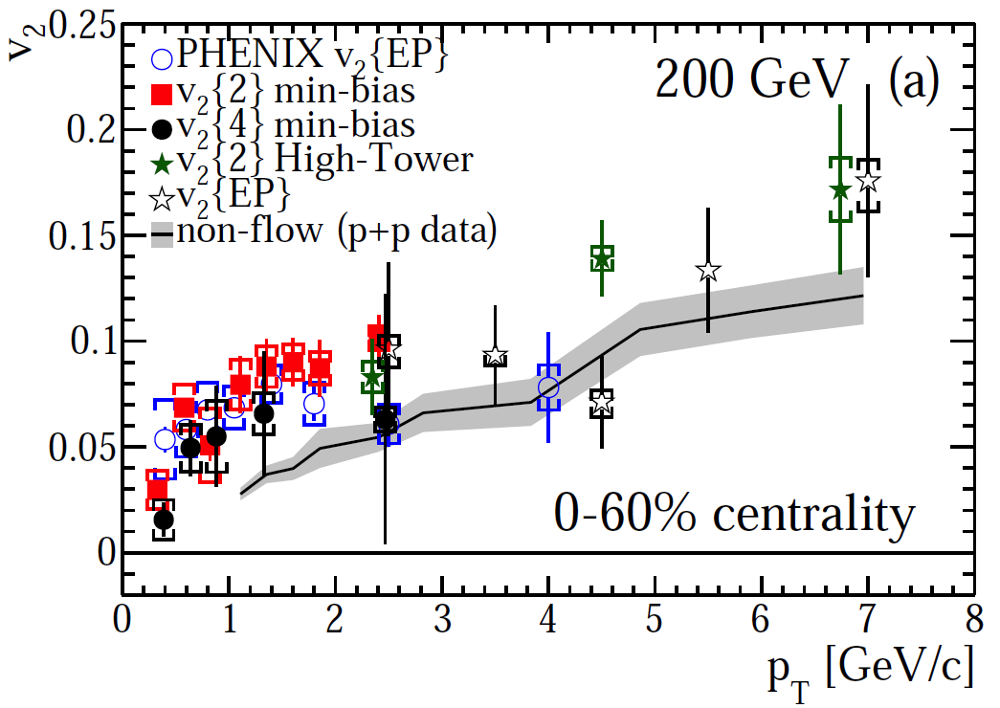 v2
0.25
0.2
0.15
0.1
0.05
0
PHENIX v2{EP}
v2{2} min-bias
v2{4} min-bias
v2{2} High-Tower
v2{EP}
non-flow (p+p data)
200 GeV (a)
0-60% centrality
0 1 2 3 4 5 6 7 8
pT [GeV/c]